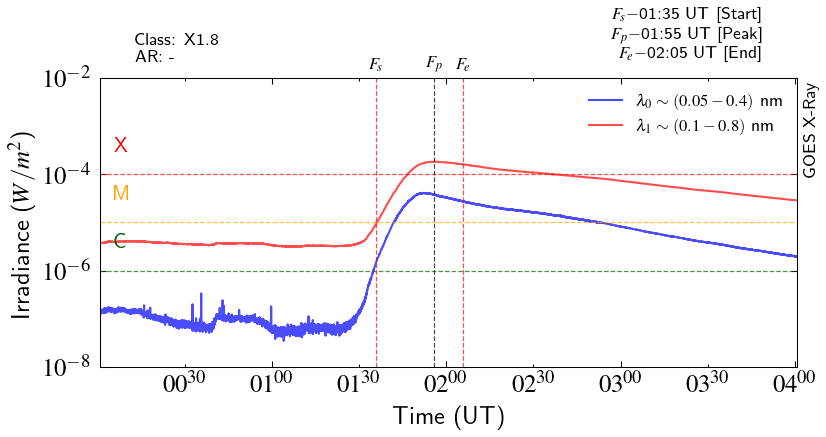 Fs−01:35 UT [Start]
Class: X1.8
Fp−01:55 UT [Peak]
AR: -
Fe−02:05 UT [End]
Fs
Fp
Fe
10⁻²
λ₀ ∼ (0.05 − 0.4) nm
λ₁ ∼ (0.1 − 0.8) nm
GOES X-Ray
X
10⁻⁴
M
C
10⁻⁶
10⁻⁸
Irradiance (W/m²)
00³⁰ 01⁰⁰ 01³⁰ 02⁰⁰ 02³⁰ 03⁰⁰ 03³⁰ 04⁰⁰
Time (UT)